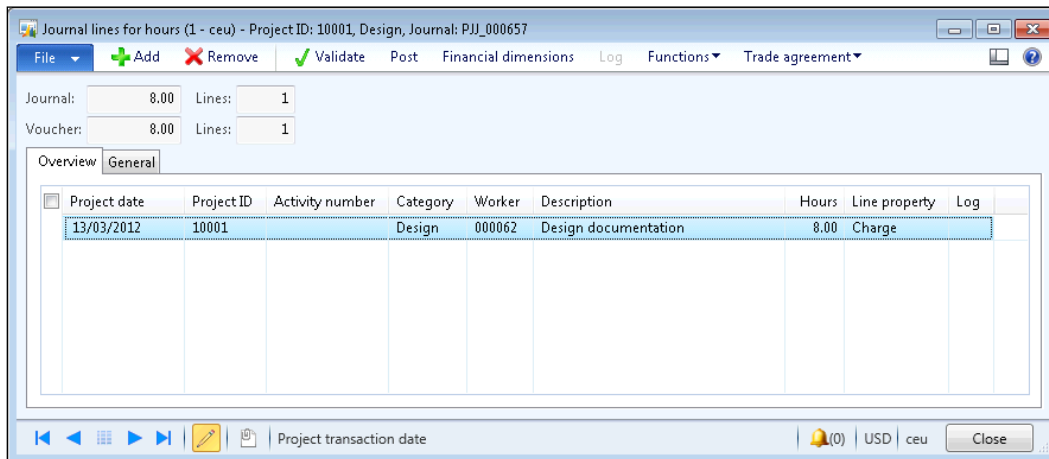 Journal lines for hours (1 - ceu) - Project ID: 10001, Design, Journal: PJJ_000657
File Add Remove Validate Post Financial dimensions Log Functions Trade agreement
Journal: 8.00 Lines: 1
Voucher: 8.00 Lines: 1
Overview General
Project date Project ID Activity number Category Worker Description Hours Line property Log
13/03/2012 10001 Design 000062 Design documentation 8.00 Charge
Project transaction date (0) USD ceu Close